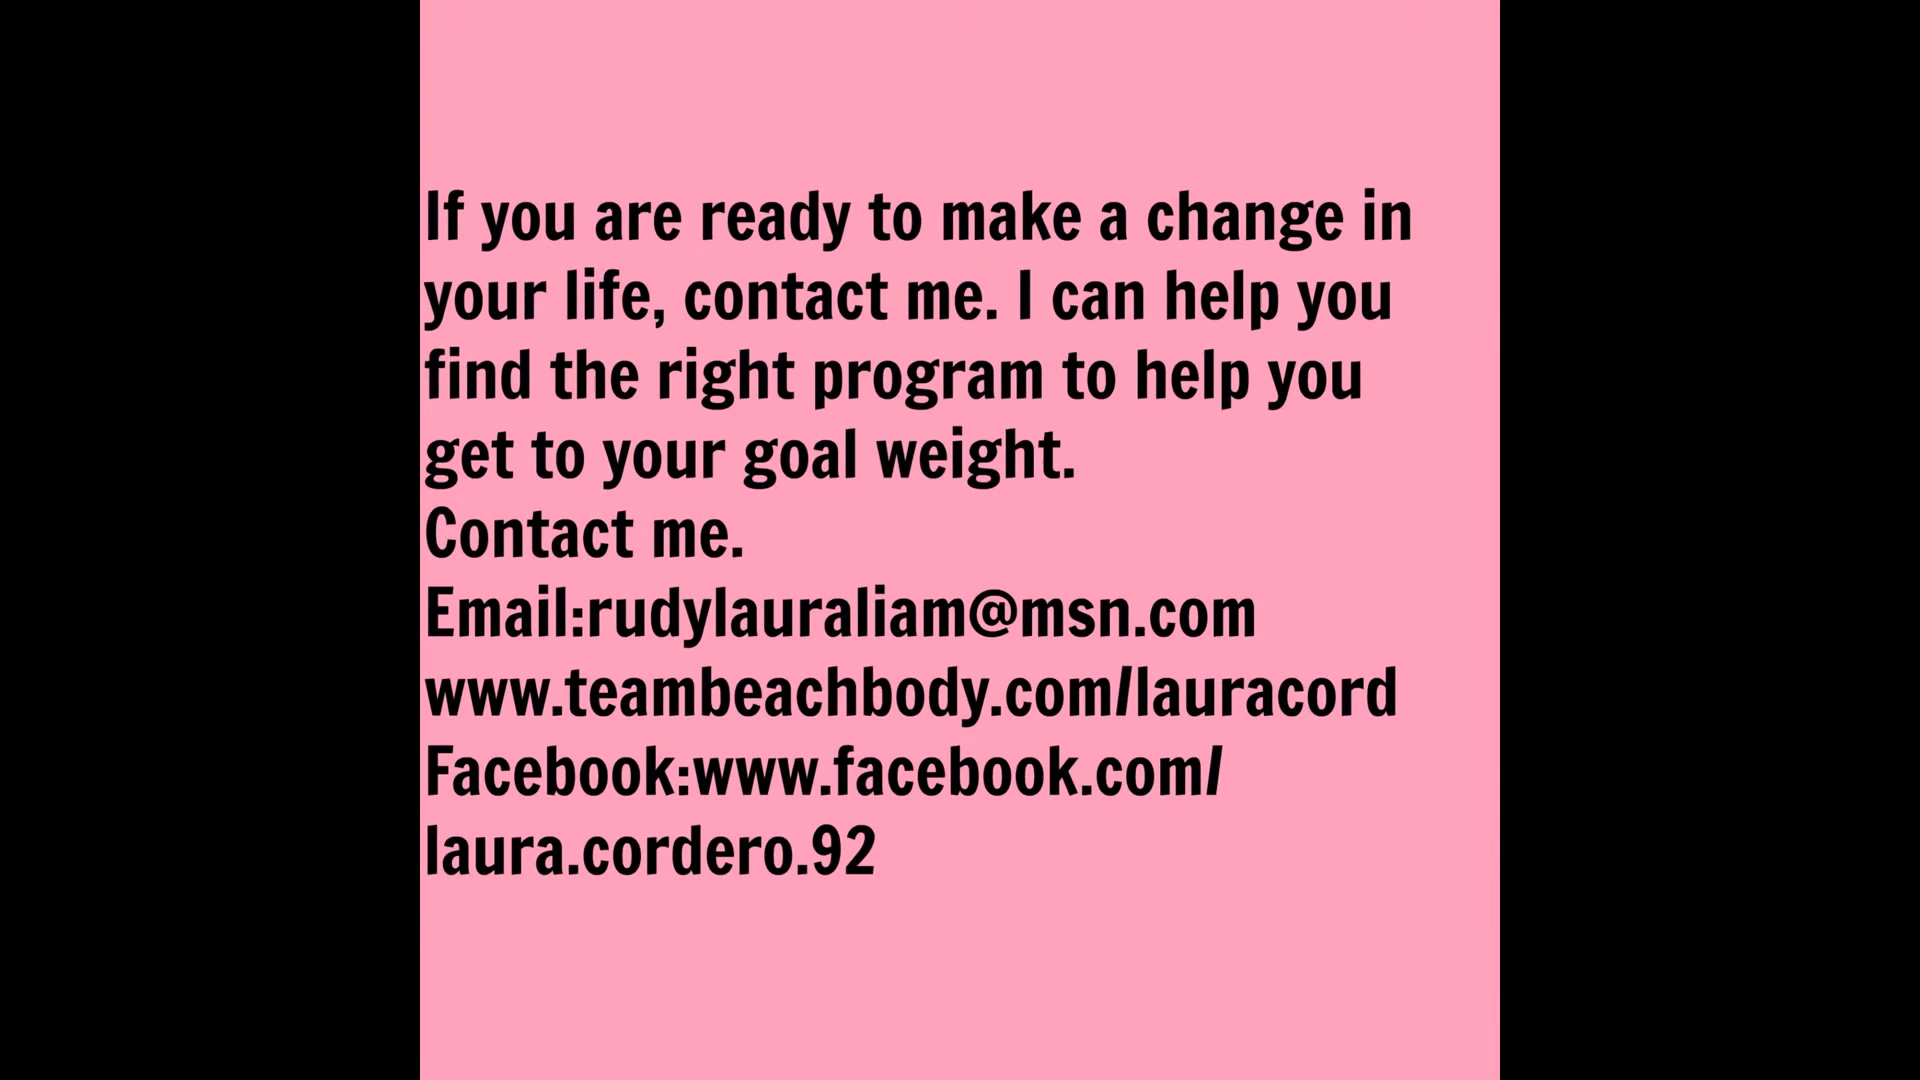 If you are ready to make a change in
your life, contact me. I can help you
find the right program to help you
get to your goal weight.
Contact me.
Email:rudylauraliam@msn.com
www.teambeachbody.com/lauracord
Facebook:www.facebook.com/
laura.cordero.92